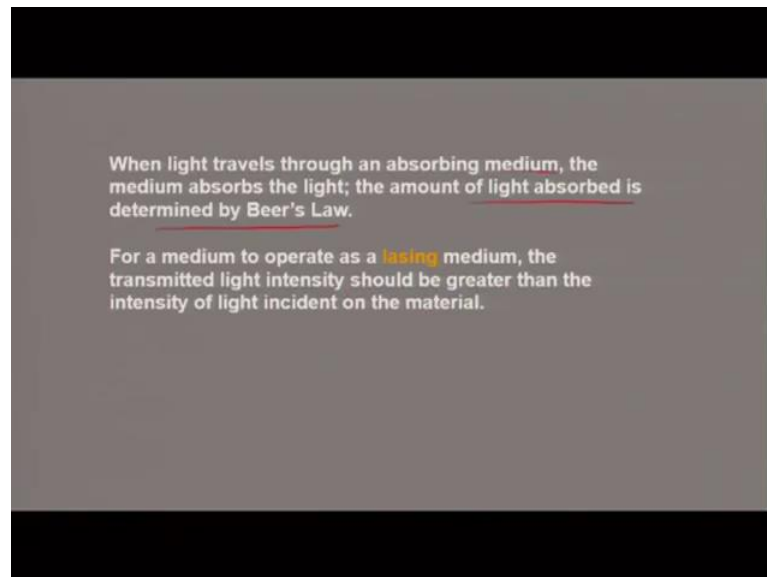 When light travels through an absorbing medium, the
medium absorbs the light; the amount of light absorbed is
determined by Beer's Law.
For a medium to operate as a lasing medium, the
transmitted light intensity should be greater than the
intensity of light incident on the material.